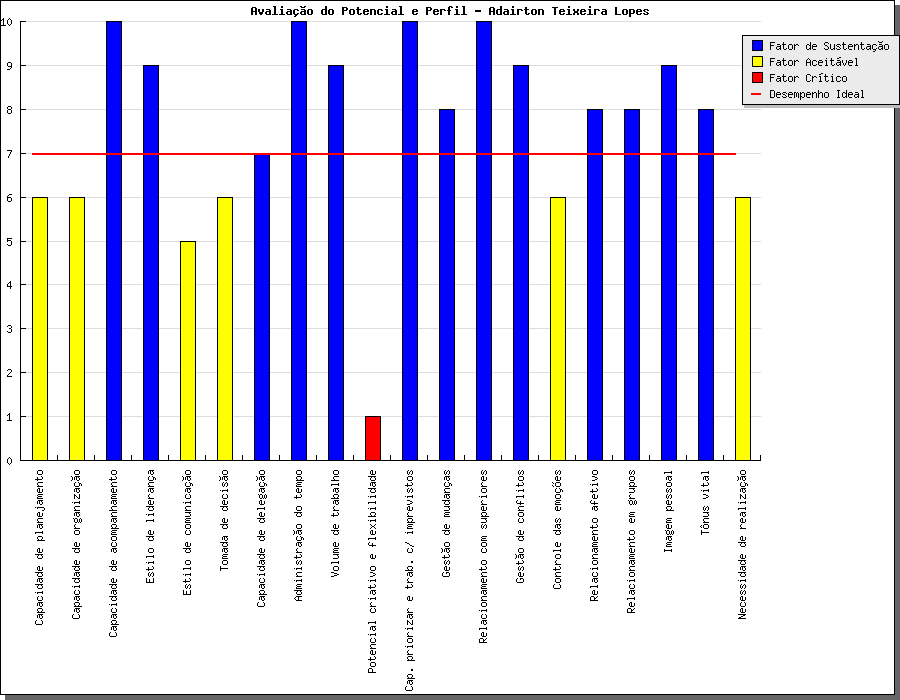 Avaliação do Potencial e Perfil - Adairton Teixeira Lopes
10
9
8
7
6
5
4
3
2
1
0
Fator de Sustentação
Fator Aceitável
Fator Crítico
Desempenho Ideal
Capacidade de planejamento
Capacidade de organização
Capacidade de acompanhamento
Estilo de liderança
Estilo de comunicação
Tomada de decisão
Capacidade de delegação
Administração do tempo
Volume de trabalho
Potencial criativo e flexibilidade
Cap. priorizar e trab. c/ imprevistos
Gestão de mudanças
Relacionamento com superiores
Gestão de conflitos
Controle das emoções
Relacionamento afetivo
Relacionamento em grupos
Imagem pessoal
Tônus vital
Necessidade de realização